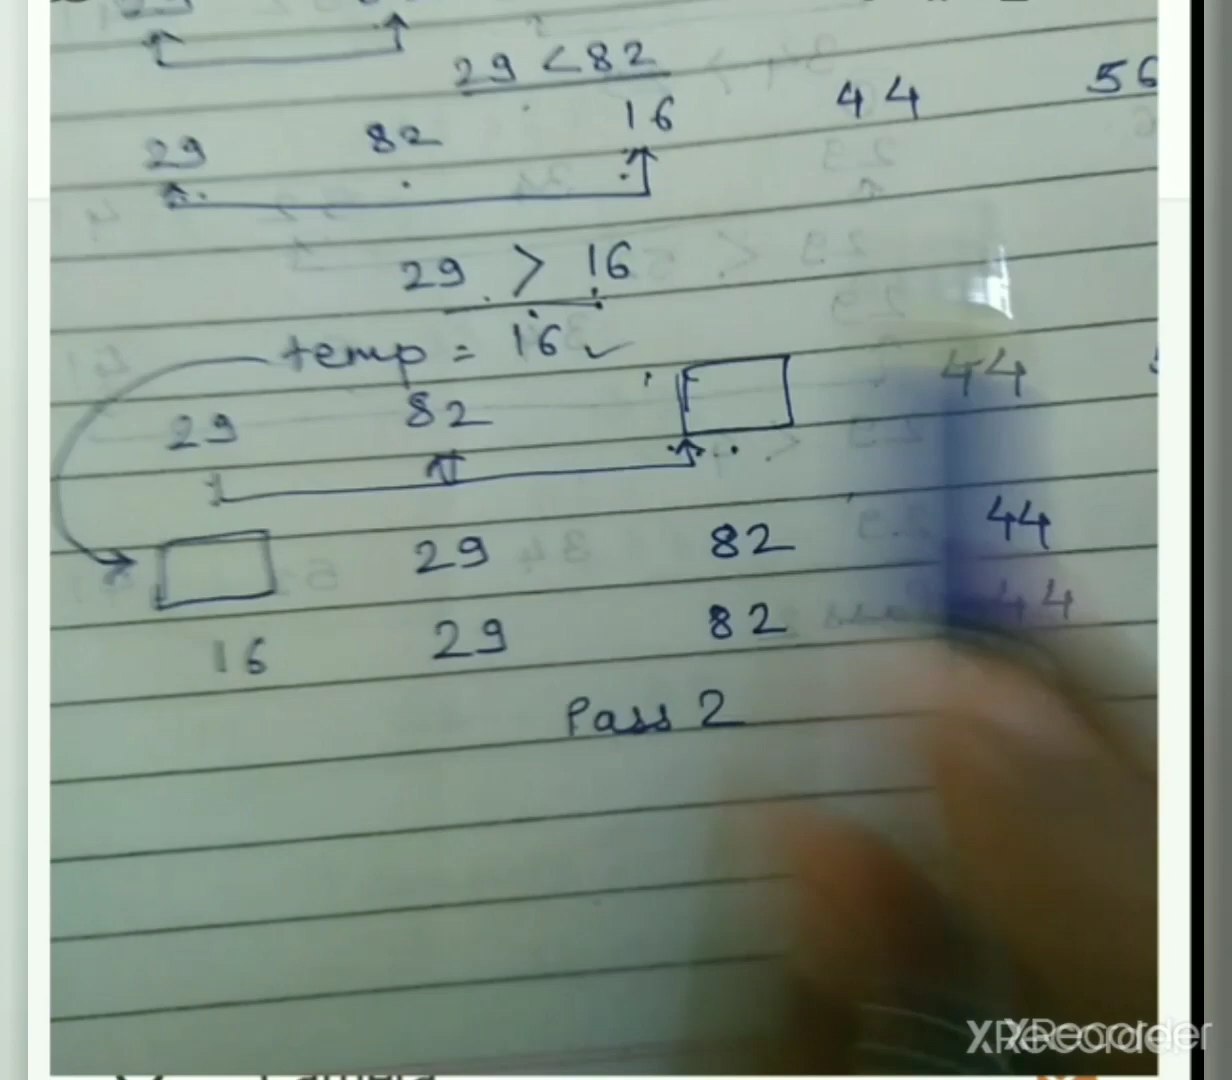 29 < 82
29 82 16 44 56
29 > 16
temp = 16 ✓
29 82 44
29 82 44
16 29 82 44
Pass 2
XRecorder